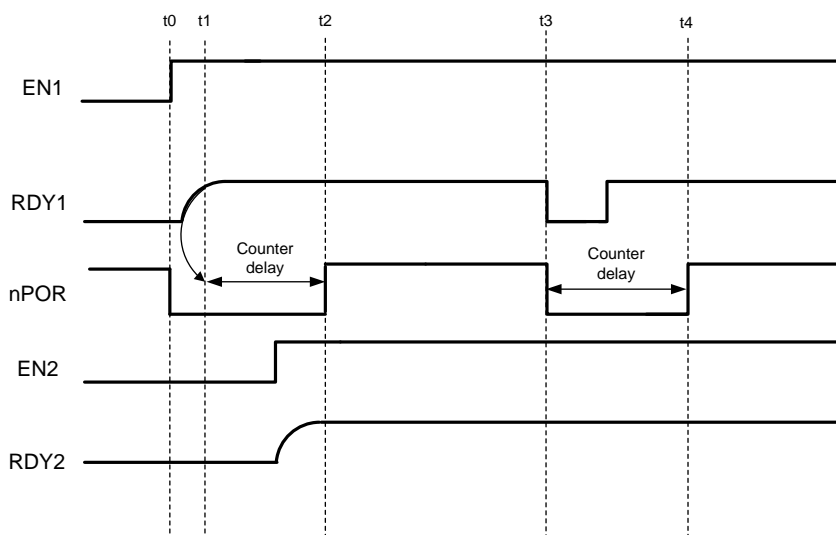 t0
t1
t2
t3
t4
EN1
RDY1
Counter
delay
Counter
delay
nPOR
EN2
RDY2